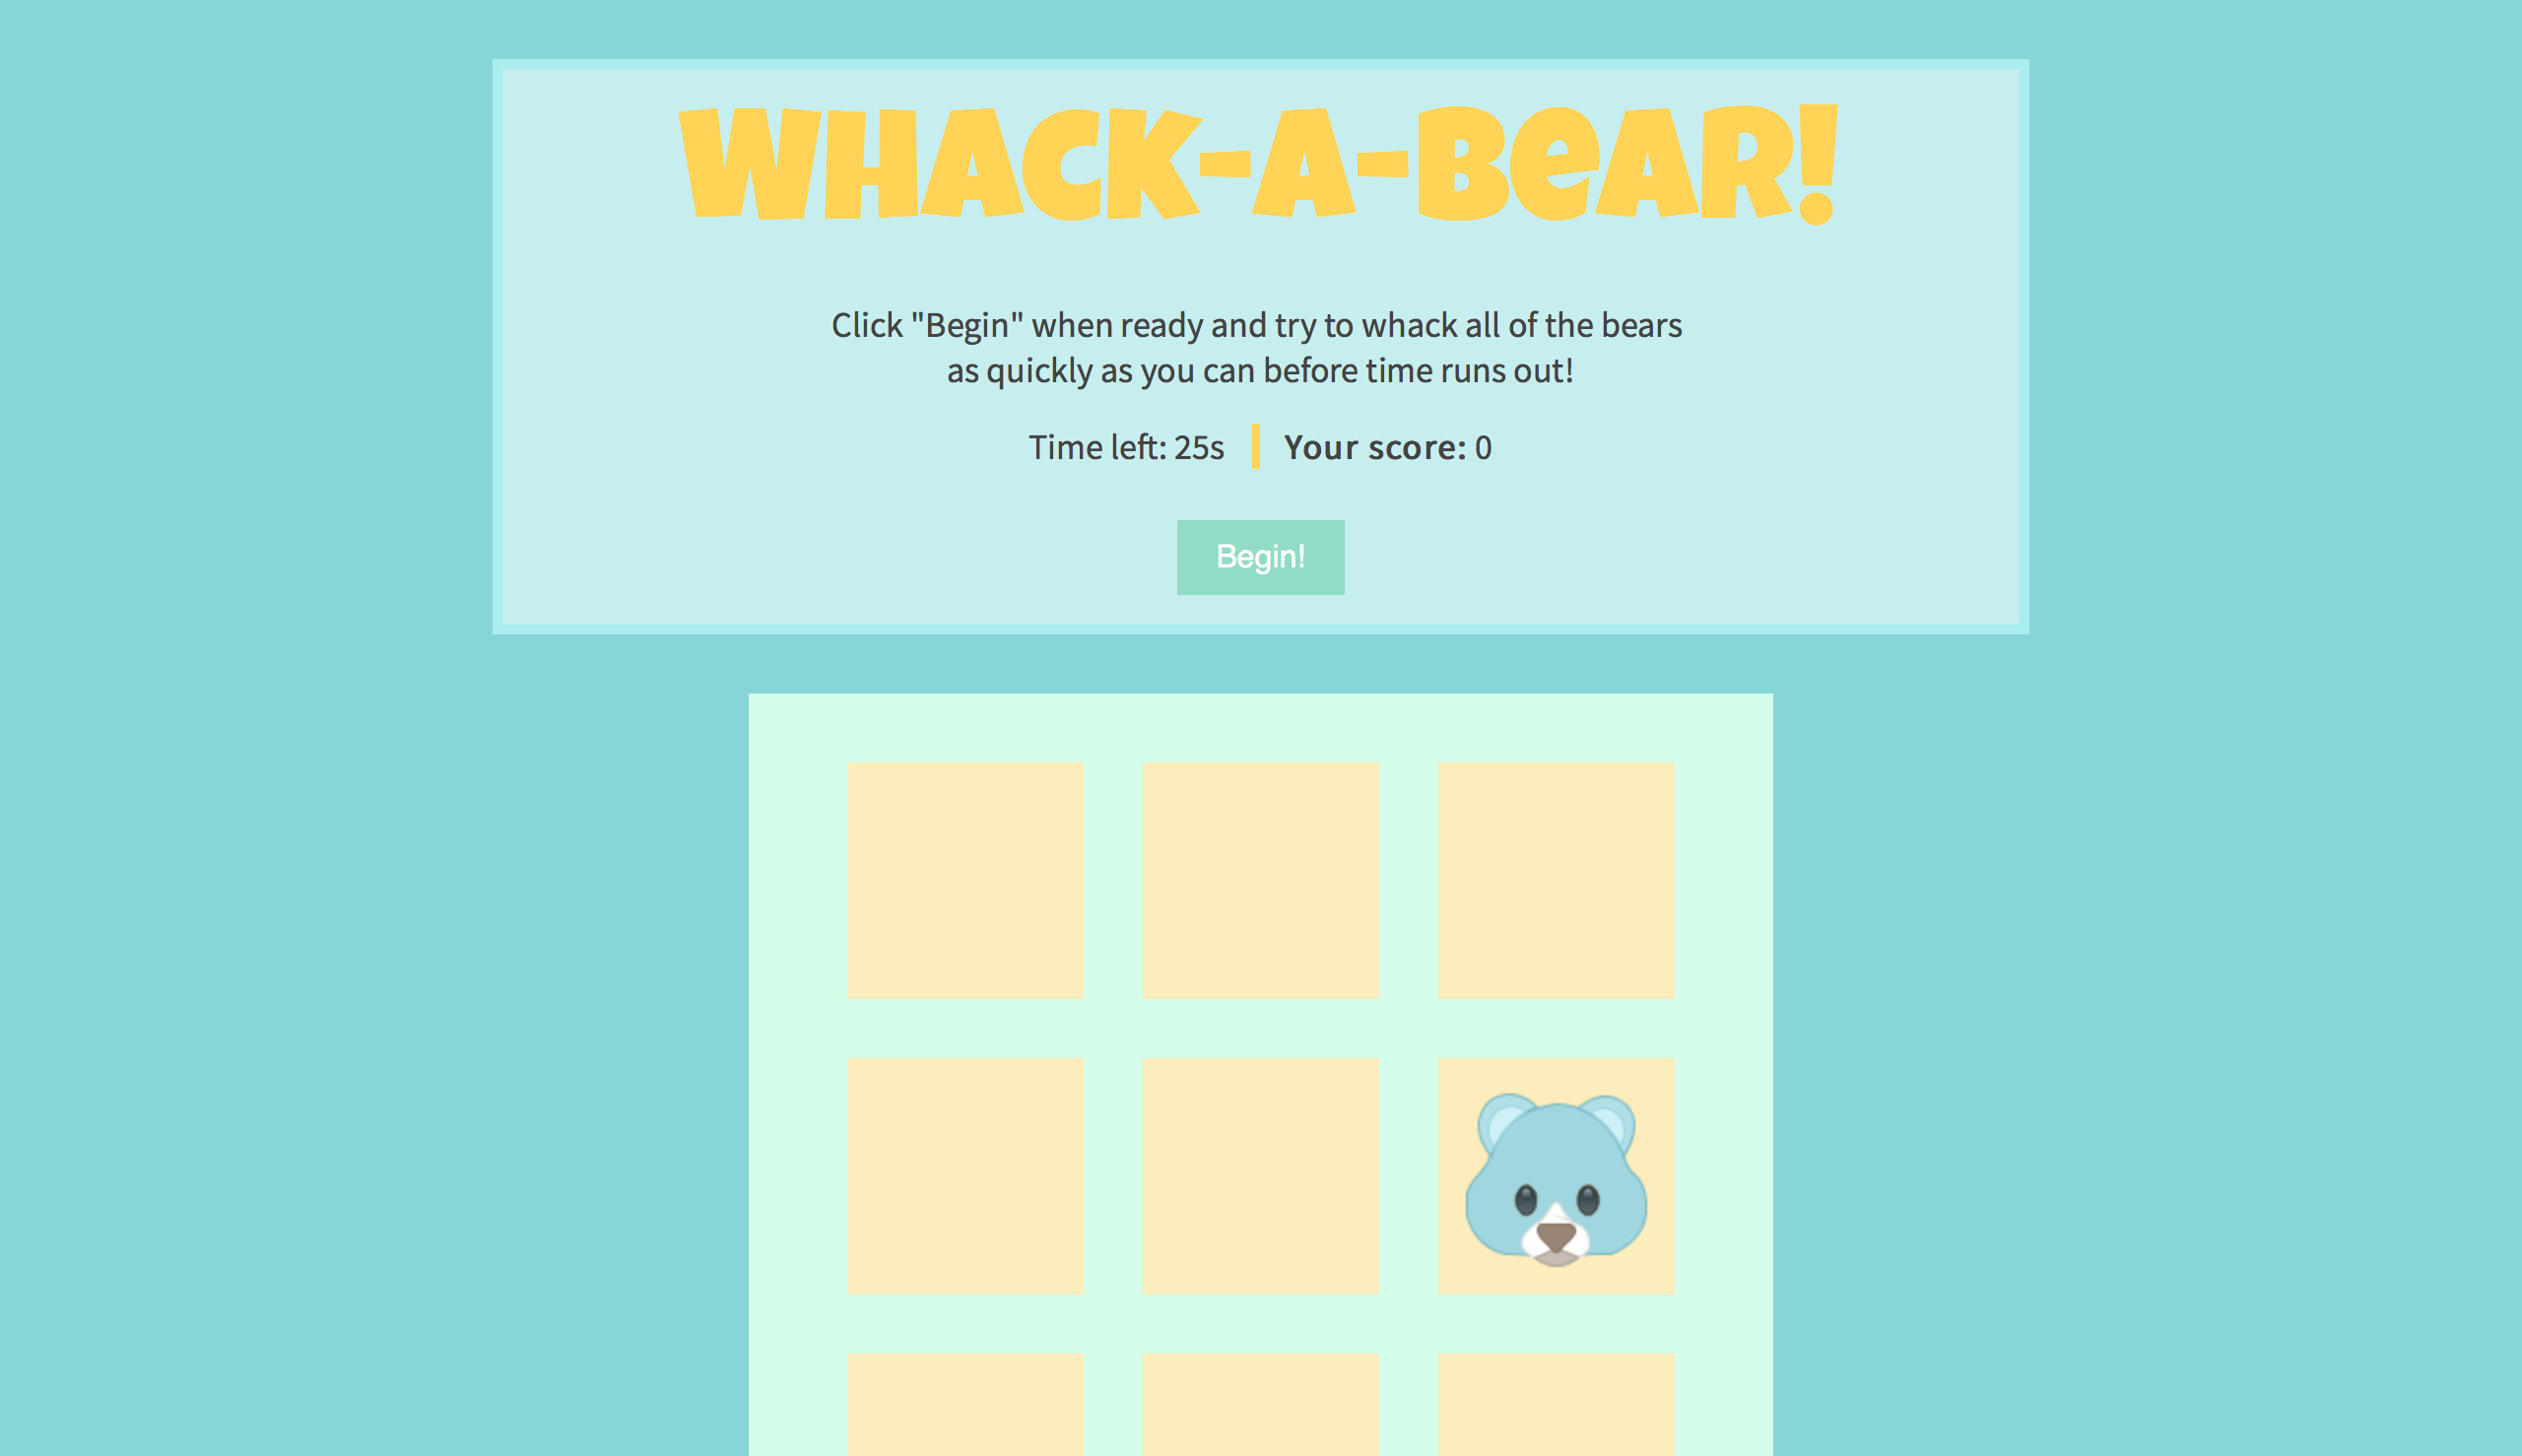 WHACK-A-BeAR!
Click "Begin" when ready and try to whack all of the bears
as quickly as you can before time runs out!
Time left: 25s Your score: 0
Begin!